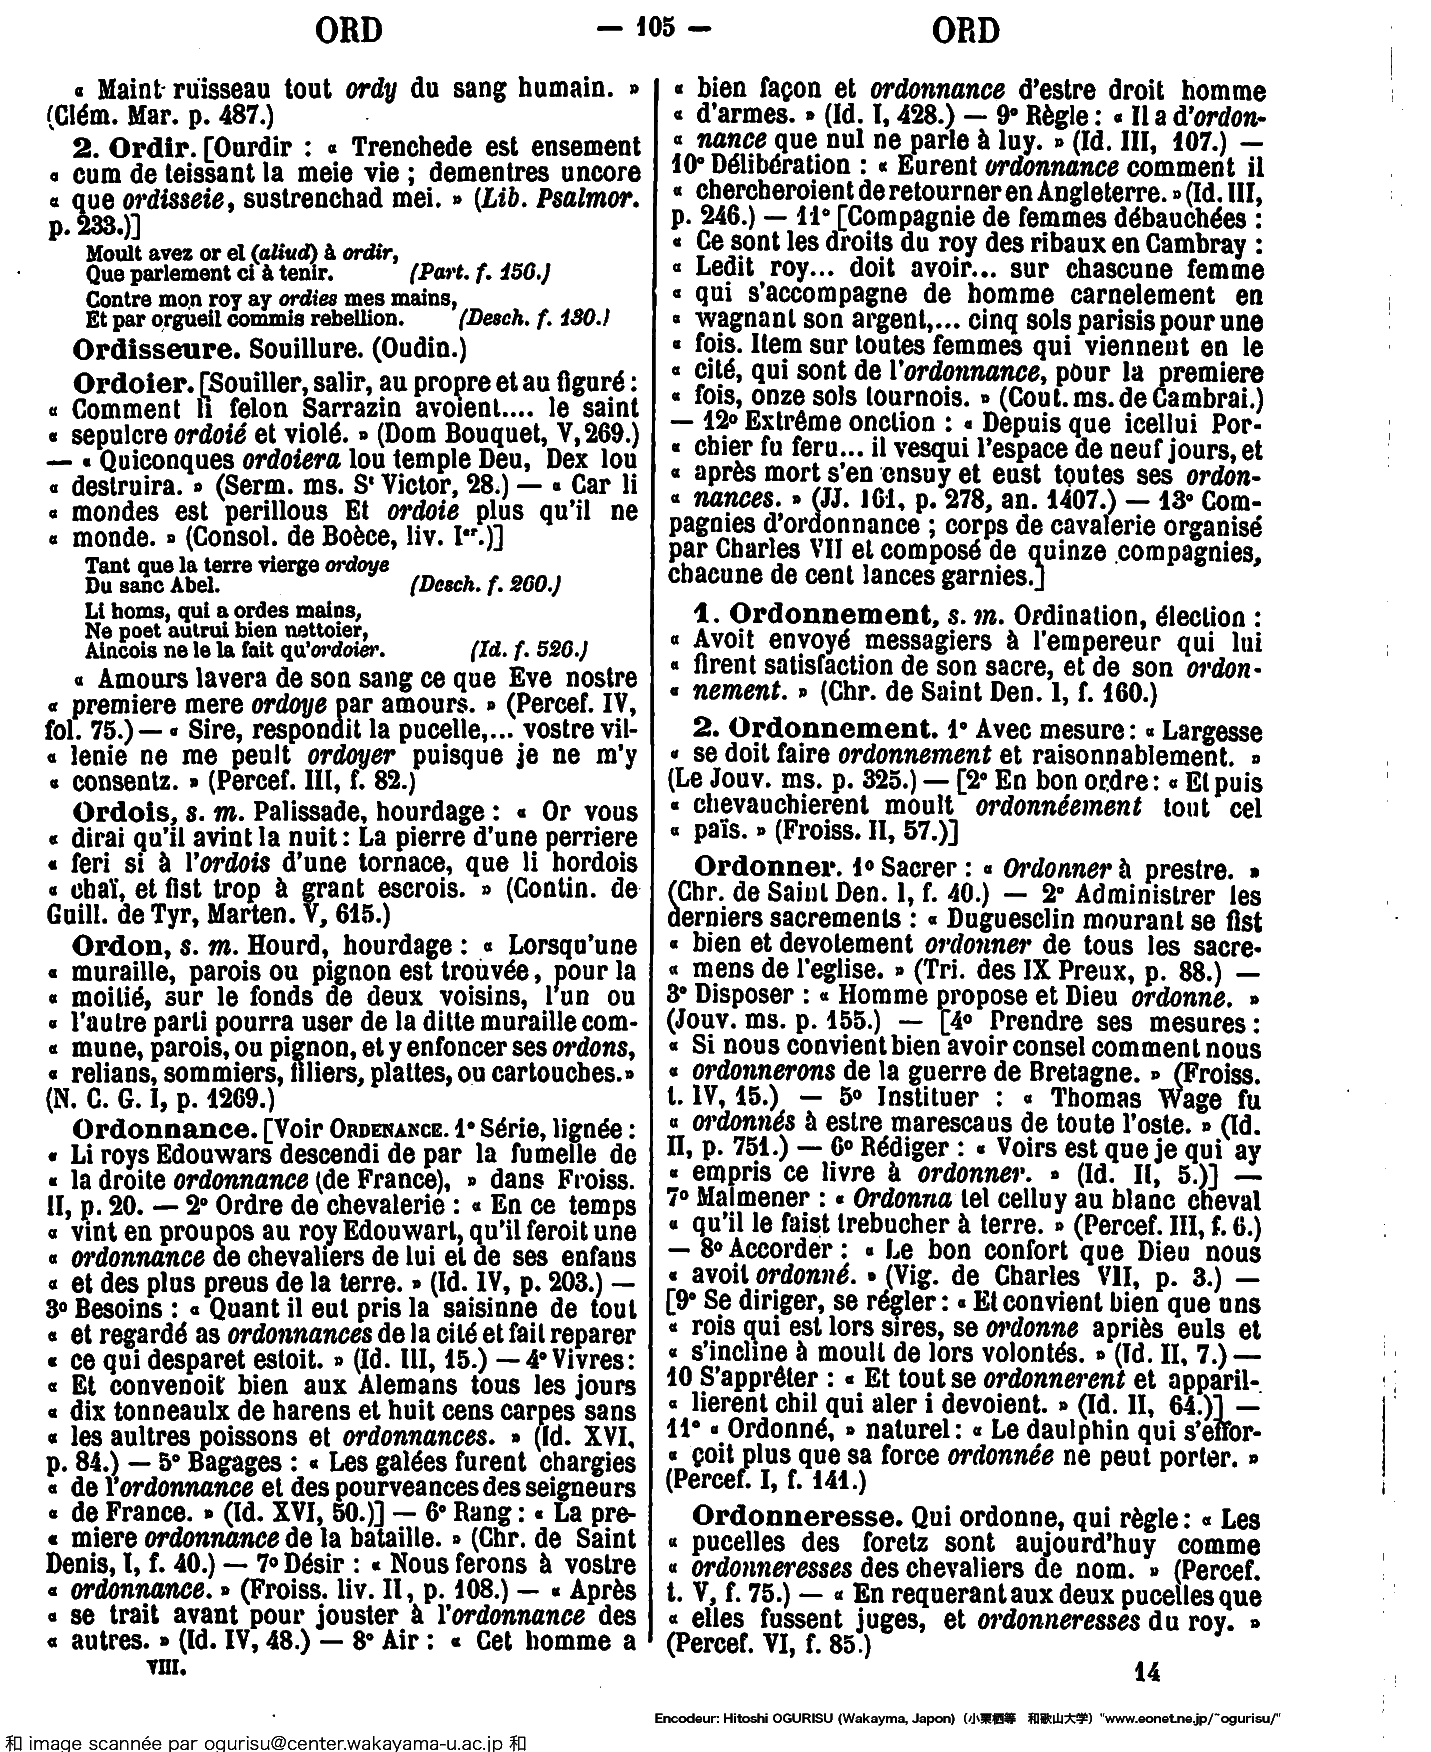 ORD — 105 — ORD
« Maint ruisseau tout ordy du sang humain. »
(Clém. Mar. p. 487.)
2. Ordir. [Ourdir : « Trenchede est ensement
« cum de teissant la meie vie ; dementres uncore
« que ordisseie, sustrenchad mei. » (Lib. Psalmor.
p. 233.)]
Moult avez or el (aliud) à ordir,
Que parlement ci à tenir. (Part. f. 156.)
Contre mon roy ay ordies mes mains,
Et par orgueil commis rebellion. (Desch. f. 130.)
Ordisseure. Souillure. (Oudin.)
Ordoier. [Souiller, salir, au propre et au figuré :
« Comment li felon Sarrazin avoient.... le saint
« sepulcre ordoié et violé. » (Dom Bouquet, V, 269.)
— « Quiconques ordoiera lou temple Deu, Dex lou
« destruira. » (Serm. ms. St Victor, 28.) — « Car li
« mondes est perillous Et ordoie plus qu'il ne
« monde. » (Consol. de Boèce, liv. Ier.)]
Tant que la terre vierge ordoye
Du sanc Abel. (Desch. f. 260.)
Li homs, qui a ordes mains,
Ne poet autrui bien nettoier,
Aincois ne le la fait qu'ordoier. (Id. f. 526.)
« Amours lavera de son sang ce que Eve nostre
« premiere mere ordoye par amours. » (Percef. IV,
fol. 75.) — « Sire, respondit la pucelle,... vostre vil-
« lenie ne me peult ordoyer puisque je ne m'y
« consentz. » (Percef. III, f. 82.)
Ordois, s. m. Palissade, hourdage : « Or vous
« dirai qu'il avint la nuit : La pierre d'une perriere
« feri si à l'ordois d'une tornace, que li hordois
« chaï, et fist trop à grant escrois. » (Contin. de
Guill. de Tyr, Marten. V, 615.)
Ordon, s. m. Hourd, hourdage : « Lorsqu'une
« muraille, parois ou pignon est trouvée, pour la
« moitié, sur le fonds de deux voisins, l'un ou
« l'autre parti pourra user de la ditte muraille com-
« mune, parois, ou pignon, et y enfoncer ses ordons,
« relians, sommiers, filiers, plattes, ou cartouches. »
(N. C. G. I, p. 1269.)
Ordonnance. [Voir ORDENANCE. 1° Série, lignée :
« Li roys Edouwars descendi de par la fumelle de
« la droite ordonnance (de France), » dans Froiss.
II, p. 20. — 2° Ordre de chevalerie : « En ce temps
« vint en proupos au roy Edouwart, qu'il feroit une
« ordonnance de chevaliers de lui et de ses enfans
« et des plus preus de la terre. » (Id. IV, p. 203.) —
3° Besoins : « Quant il eut pris la saisinne de tout
« et regardé as ordonnances de la cité et fait reparer
« ce qui desparet estoit. » (Id. III, 15.) — 4° Vivres :
« Et convenoit bien aux Alemans tous les jours
« dix tonneaulx de harens et huit cens carpes sans
« les aultres poissons et ordonnances. » (Id. XVI,
p. 84.) — 5° Bagages : « Les galées furent chargies
« de l'ordonnance et des pourveances des seigneurs
« de France. » (Id. XVI, 50.)] — 6° Rang : « La pre-
« miere ordonnance de la bataille. » (Chr. de Saint
Denis, I, f. 40.) — 7° Désir : « Nous ferons à vostre
« ordonnance. » (Froiss. liv. II, p. 108.) — « Après
« se trait avant pour jouster à l'ordonnance des
« autres. » (Id. IV, 48.) — 8° Air : « Cet homme a
VIII.
« bien façon et ordonnance d'estre droit homme
« d'armes. » (Id. I, 428.) — 9° Règle : « Il a d'ordon-
« nance que nul ne parle à luy. » (Id. III, 107.) —
10° Délibération : « Eurent ordonnance comment il
« chercheroient de retourner en Angleterre. » (Id. III,
p. 246.) — 11° [Compagnie de femmes débauchées :
« Ce sont les droits du roy des ribaux en Cambray :
« Ledit roy... doit avoir... sur chascune femme
« qui s'accompagne de homme carnelement en
« wagnant son argent,... cinq sols parisis pour une
« fois. Item sur toutes femmes qui viennent en le
« cité, qui sont de l'ordonnance, pour la premiere
« fois, onze sols tournois. » (Cout. ms. de Cambrai.)
— 12° Extrême onction : « Depuis que icellui Por-
« chier fu feru... il vesqui l'espace de neuf jours, et
« après mort s'en ensuy et eust toutes ses ordon-
« nances. » (JJ. 161, p. 278, an. 1407.) — 13° Com-
pagnies d'ordonnance ; corps de cavalerie organisé
par Charles VII et composé de quinze compagnies,
chacune de cent lances garnies.]
1. Ordonnement, s. m. Ordination, élection :
« Avoit envoyé messagiers à l'empereur qui lui
« firent satisfaction de son sacre, et de son ordon-
« nement. » (Chr. de Saint Den. I, f. 160.)
2. Ordonnement. 1° Avec mesure : « Largesse
« se doit faire ordonnement et raisonnablement. »
(Le Jouv. ms. p. 325.) — [2° En bon ordre : « Et puis
« chevauchierent moult ordonnéement tout cel
« païs. » (Froiss. II, 57.)]
Ordonner. 1° Sacrer : « Ordonner à prestre. »
(Chr. de Saint Den. I, f. 40.) — 2° Administrer les
derniers sacrements : « Duguesclin mourant se fist
« bien et devotement ordonner de tous les sacre-
« mens de l'eglise. » (Tri. des IX Preux, p. 88.) —
3° Disposer : « Homme propose et Dieu ordonne. »
(Jouv. ms. p. 155.) — [4° Prendre ses mesures :
« Si nous convient bien avoir consel comment nous
« ordonnerons de la guerre de Bretagne. » (Froiss.
t. IV, 15.) — 5° Instituer : « Thomas Wage fu
« ordonnés à estre marescaus de toute l'oste. » (Id.
II, p. 751.) — 6° Rédiger : « Voirs est que je qui ay
« empris ce livre à ordonner. » (Id. II, 5.)] —
7° Malmener : « Ordonna tel celluy au blanc cheval
« qu'il le faist trebucher à terre. » (Percef. III, f. 6.)
— 8° Accorder : « Le bon confort que Dieu nous
« avoit ordonné. » (Vig. de Charles VII, p. 3.) —
[9° Se diriger, se régler : « Et convient bien que uns
« rois qui est lors sires, se ordonne apriès euls et
« s'incline à moult de lors volontés. » (Id. II, 7.) —
10 S'apprêter : « Et tout se ordonnerent et apparil-
« lierent chil qui aler i devoient. » (Id. II, 64.)] —
11° « Ordonné, » naturel : « Le daulphin qui s'effor-
« çoit plus que sa force ordonnée ne peut porter. »
(Percef. I, f. 141.)
Ordonneresse. Qui ordonne, qui règle : « Les
« pucelles des foretz sont aujourd'huy comme
« ordonneresses des chevaliers de nom. » (Percef.
t. V, f. 75.) — « En requerant aux deux pucelles que
« elles fussent juges, et ordonneresses du roy. »
(Percef. VI, f. 85.)
14
Encodeur: Hitoshi OGURISU (Wakayma, Japon) (小栗栖等 和歌山大学) "www.eonet.ne.jp/~ogurisu/"
和 image scannée par ogurisu@center.wakayama-u.ac.jp 和